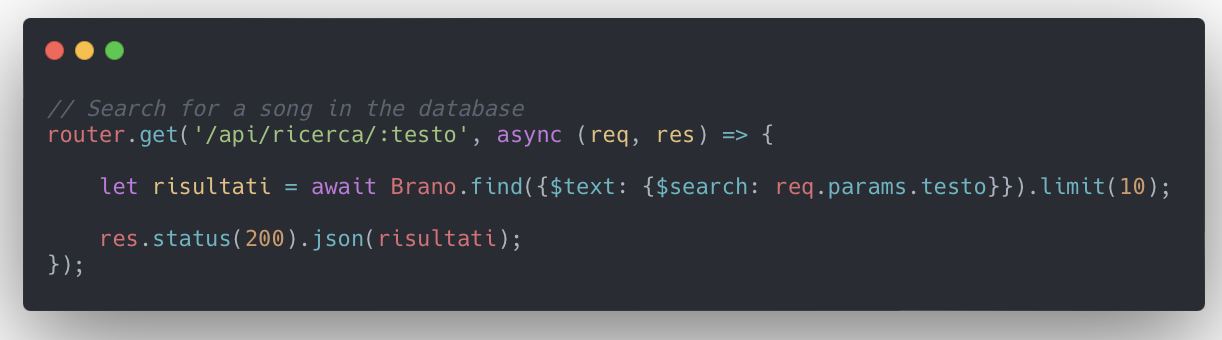 // Search for a song in the database
router.get('/api/ricerca/:testo', async (req, res) => {
let risultati = await Brano.find({$text: {$search: req.params.testo}}).limit(10);
res.status(200).json(risultati);
});